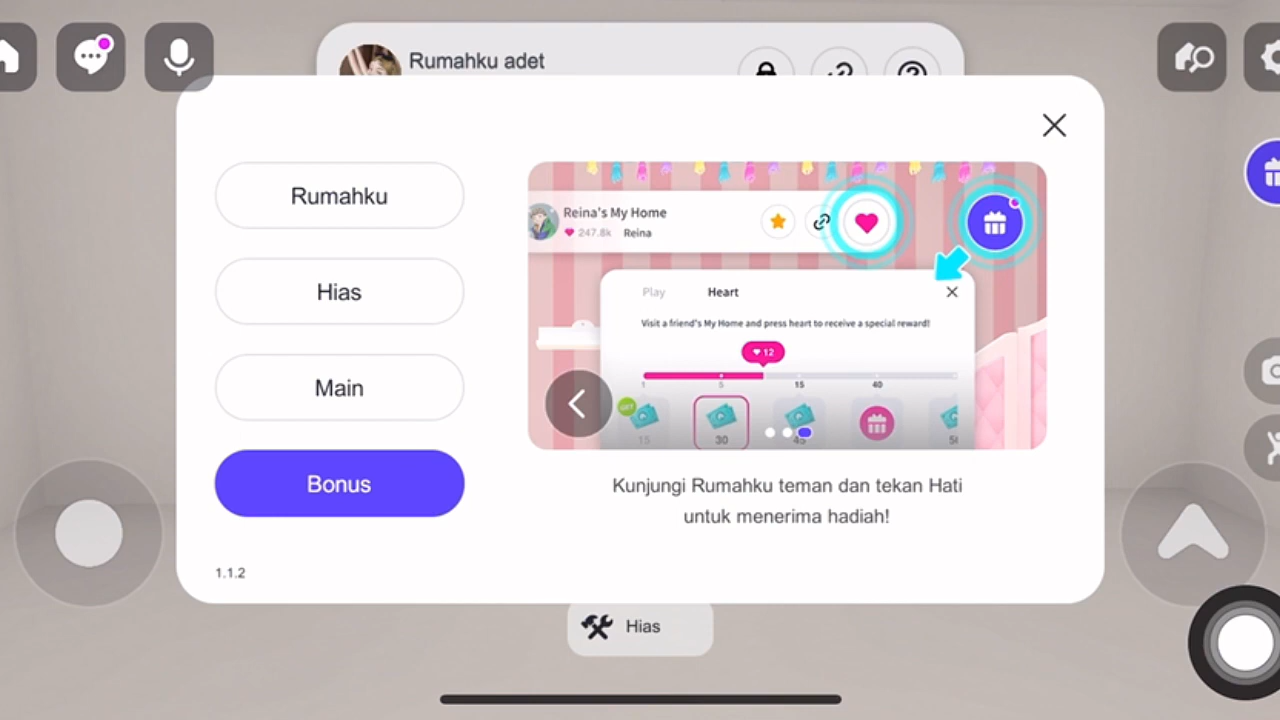 Rumahku adet
Rumahku
Hias
Main
Bonus
1.1.2
Reina's My Home
247.8k Reina
Play Heart
Visit a friend's My Home and press heart to receive a special reward!
12
1 5 15 40
GET
15 30 45
Kunjungi Rumahku teman dan tekan Hati
untuk menerima hadiah!
Hias